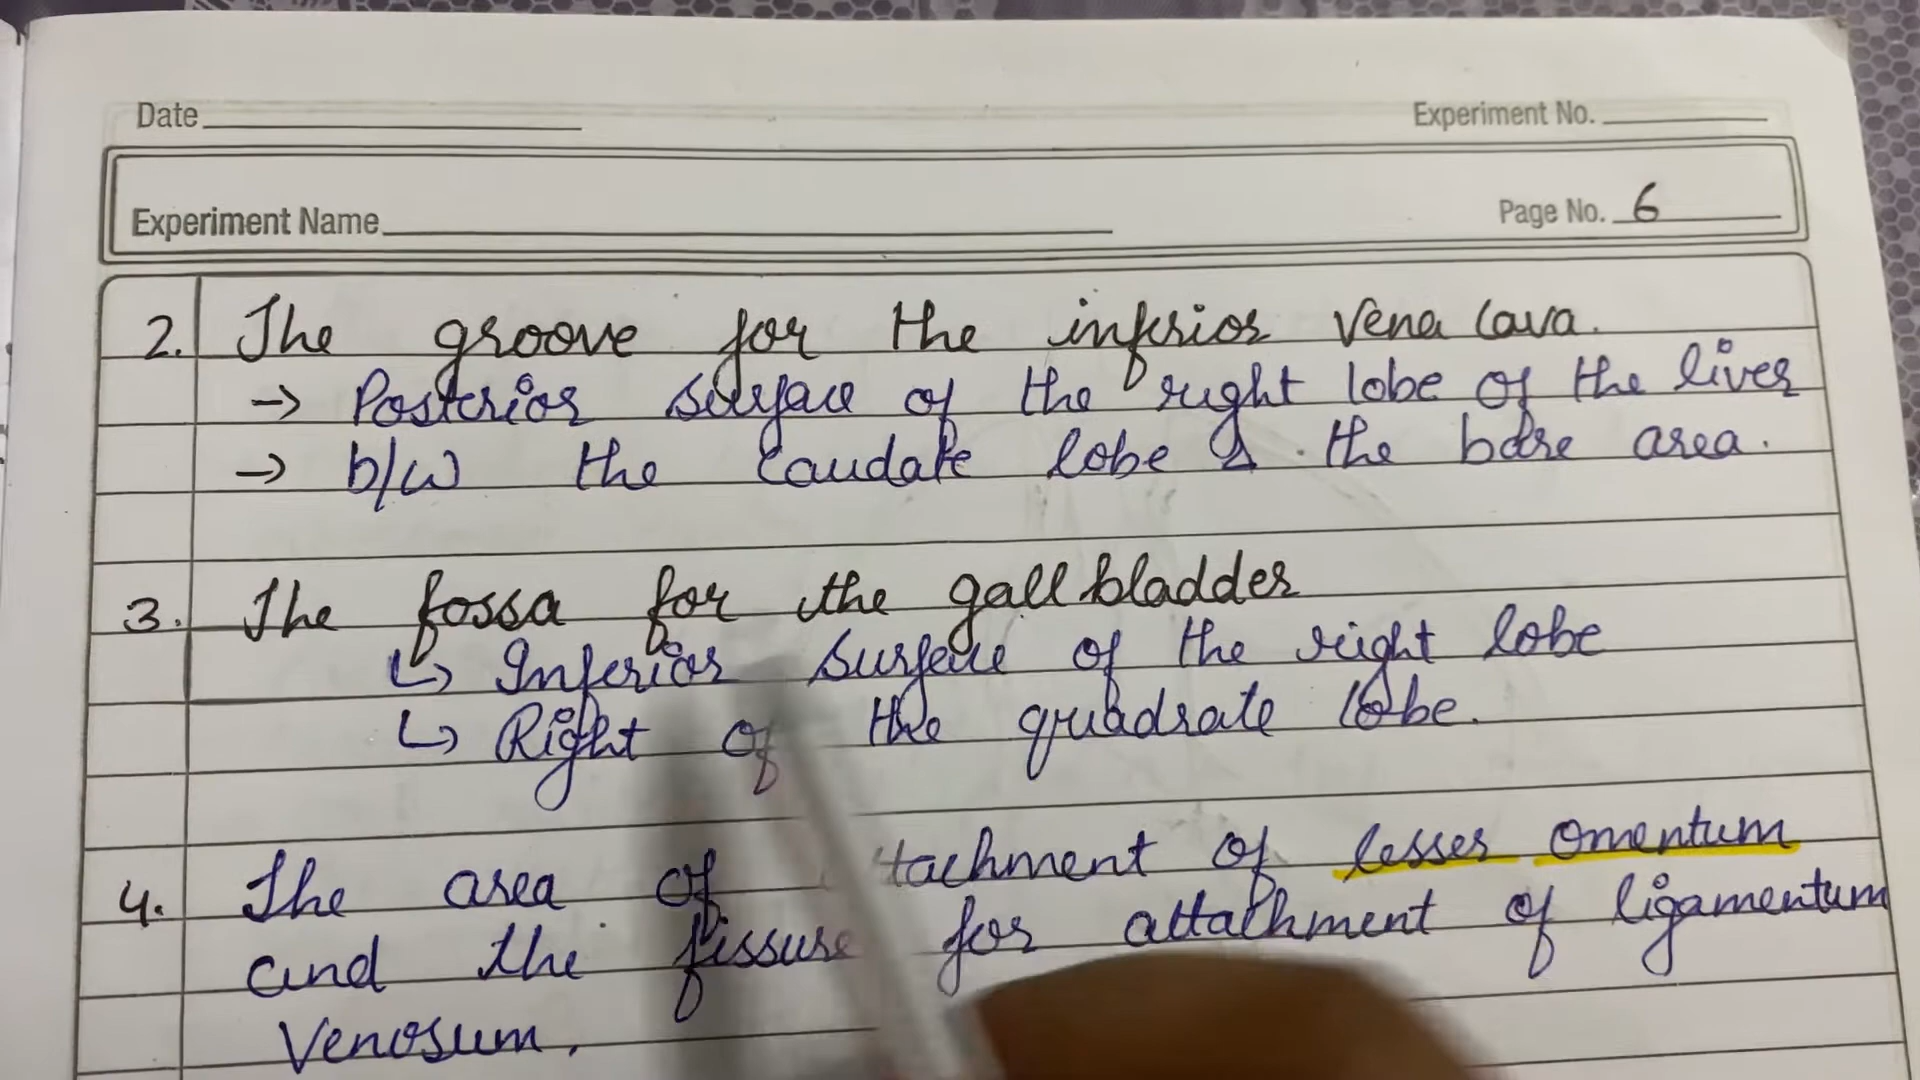 Date
Experiment No.
Experiment Name
Page No. 6
2. The groove for the inferior Vena Cava.
→ Posterior surface of the right lobe of the liver
→ b/w the Caudate lobe & the bare area.
3. The fossa for the gall bladder
↳ Inferior surface of the right lobe
↳ Right of the quadrate lobe.
4. The area of tachment of lesser omentum
and the fissure for attachment of ligamentum
Venosum.